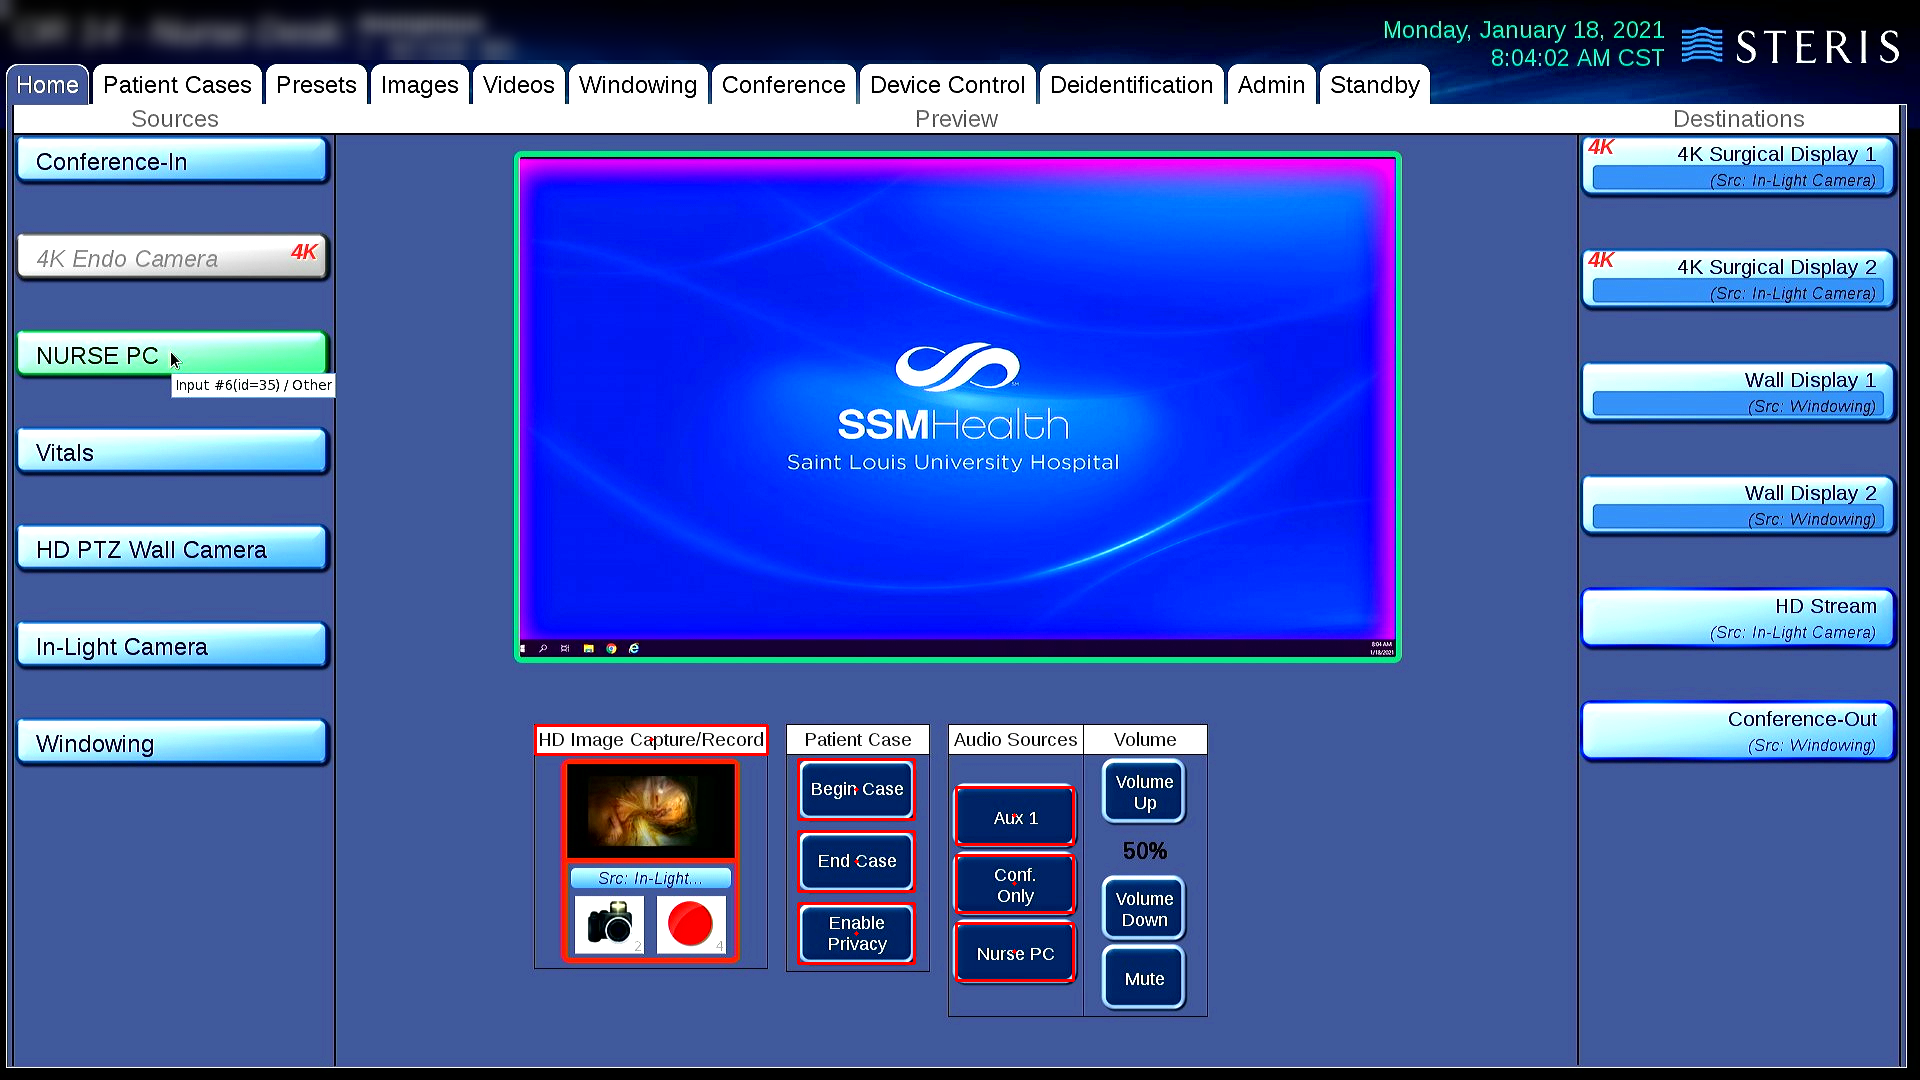 Monday, January 18, 2021
8:04:02 AM CST
STERIS
Home
Patient Cases
Presets
Images
Videos
Windowing
Conference
Device Control
Deidentification
Admin
Standby
Sources
Preview
Destinations
Conference-In
4K Endo Camera
4K
NURSE PC
Input #6(id=35) / Other
Vitals
HD PTZ Wall Camera
In-Light Camera
Windowing
SSMHealth
Saint Louis University Hospital
8:04 AM
1/18/2021
4K
4K Surgical Display 1
(Src: In-Light Camera)
4K
4K Surgical Display 2
(Src: In-Light Camera)
Wall Display 1
(Src: Windowing)
Wall Display 2
(Src: Windowing)
HD Stream
(Src: In-Light Camera)
Conference-Out
(Src: Windowing)
HD Image Capture/Record
Src: In-Light...
2
4
Patient Case
Begin Case
End Case
Enable
Privacy
Audio Sources
Aux 1
Conf.
Only
Nurse PC
Volume
Volume
Up
50%
Volume
Down
Mute